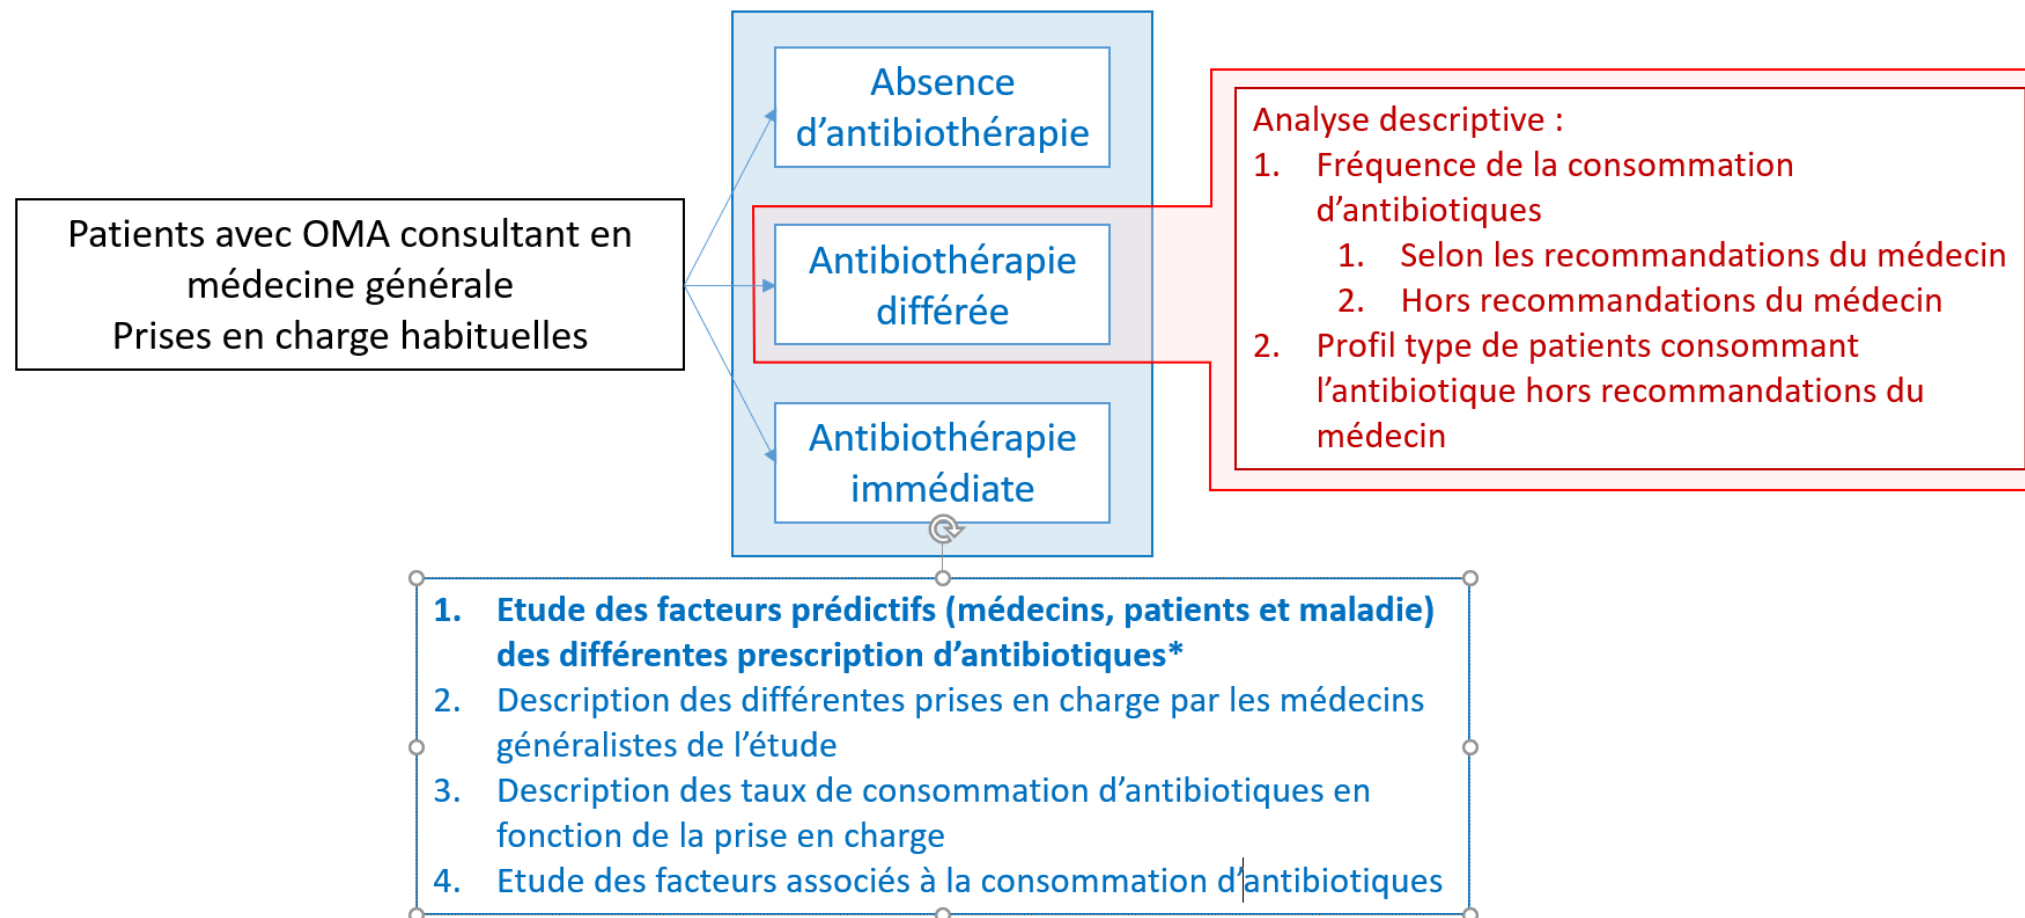 Patients avec OMA consultant en
médecine générale
Prises en charge habituelles
Absence
d’antibiothérapie
Antibiothérapie
différée
Antibiothérapie
immédiate
Analyse descriptive :
1. Fréquence de la consommation
d’antibiotiques
1. Selon les recommandations du médecin
2. Hors recommandations du médecin
2. Profil type de patients consommant
l’antibiotique hors recommandations du
médecin
1. Etude des facteurs prédictifs (médecins, patients et maladie)
des différentes prescription d’antibiotiques*
2. Description des différentes prises en charge par les médecins
généralistes de l’étude
3. Description des taux de consommation d’antibiotiques en
fonction de la prise en charge
4. Etude des facteurs associés à la consommation d’antibiotiques